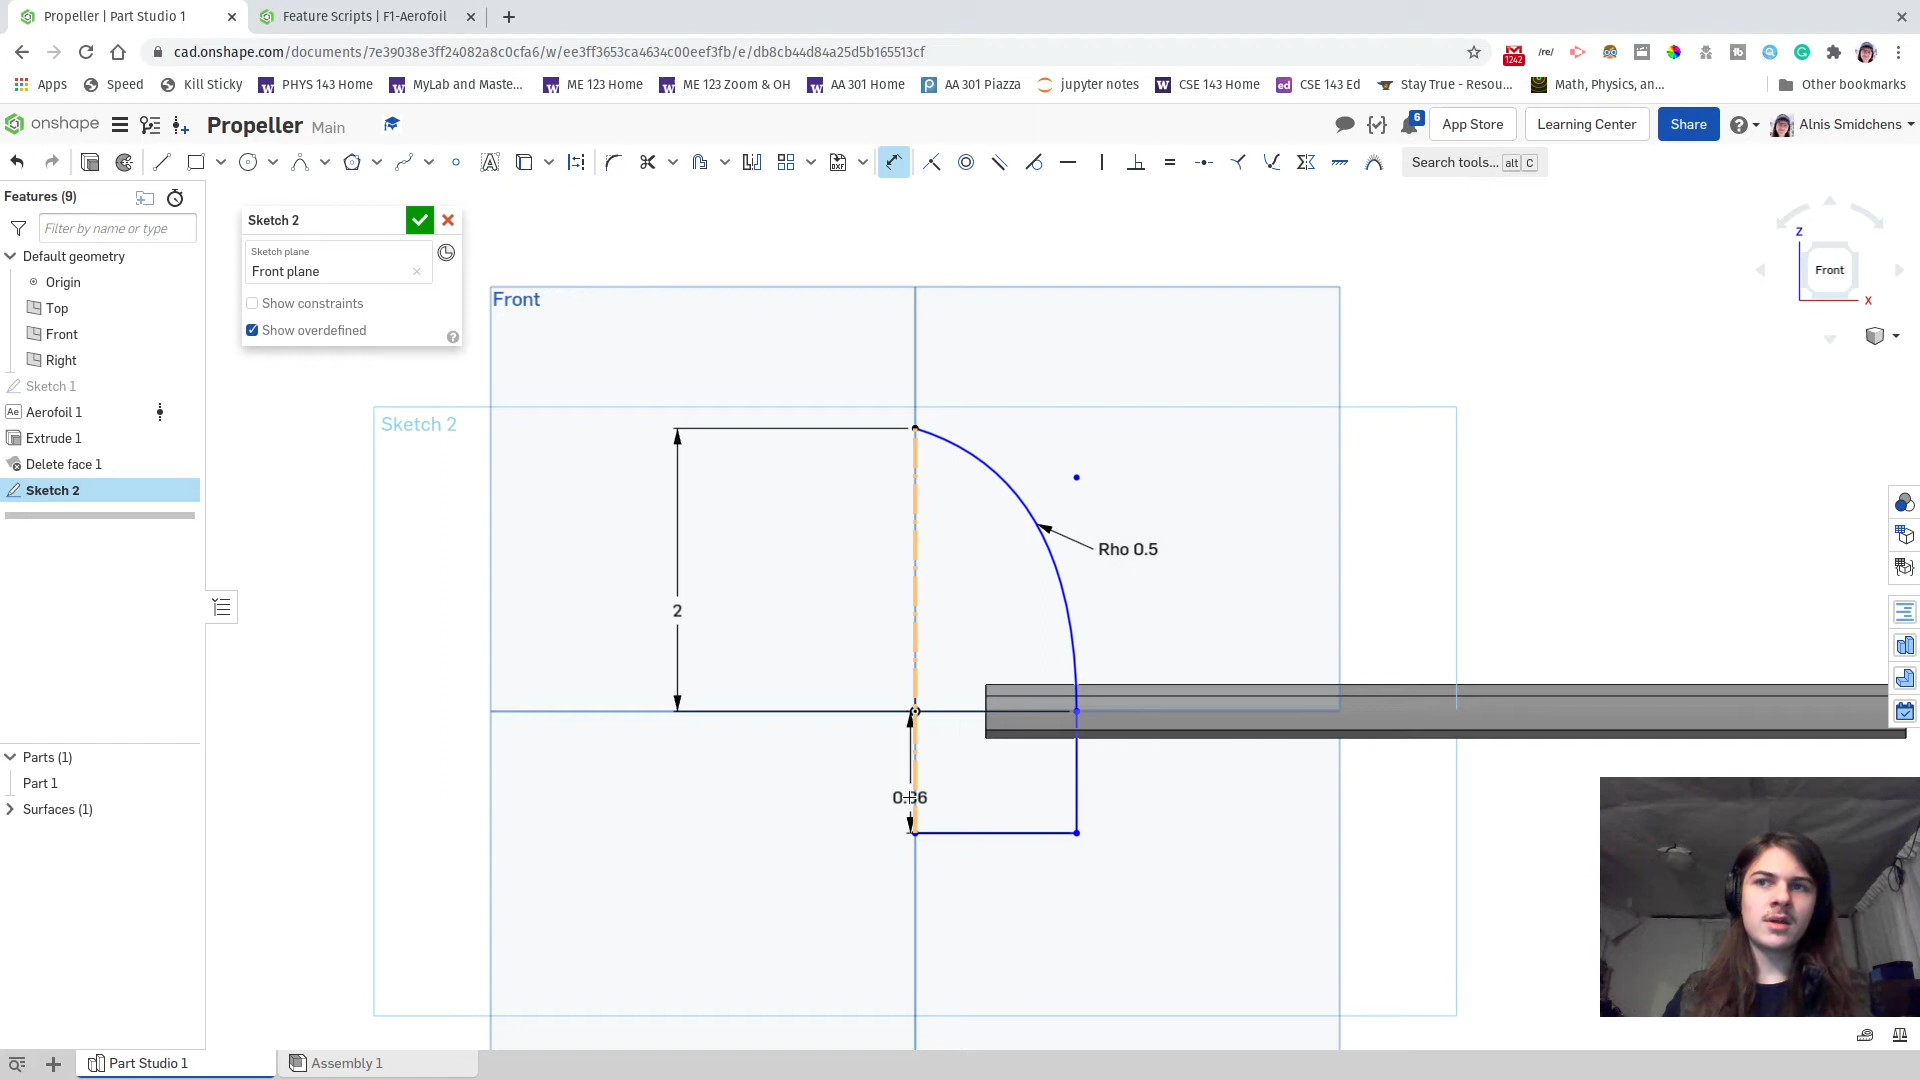 Propeller | Part Studio 1
Feature Scripts | F1-Aerofoil
cad.onshape.com/documents/7e39038e3ff24082a8c0cfa6/w/ee3ff3653ca4634c00eef3fb/e/db8cb44d84a25d5b165513cf
1242
/re/
Apps
Speed
Kill Sticky
PHYS 143 Home
MyLab and Maste...
ME 123 Home
ME 123 Zoom & OH
AA 301 Home
AA 301 Piazza
jupyter notes
CSE 143 Home
CSE 143 Ed
Stay True - Resou...
Math, Physics, an...
Other bookmarks
onshape
Propeller Main
6
App Store
Learning Center
Share
Alnis Smidchens
Search tools... alt C
Features (9)
Filter by name or type
Default geometry
Origin
Top
Front
Right
Sketch 1
Aerofoil 1
Extrude 1
Delete face 1
Sketch 2
Sketch 2
Sketch plane
Front plane
Show constraints
Show overdefined
Front
Sketch 2
2
Rho 0.5
Z
Front
X
Parts (1)
Part 1
Surfaces (1)
Part Studio 1
Assembly 1